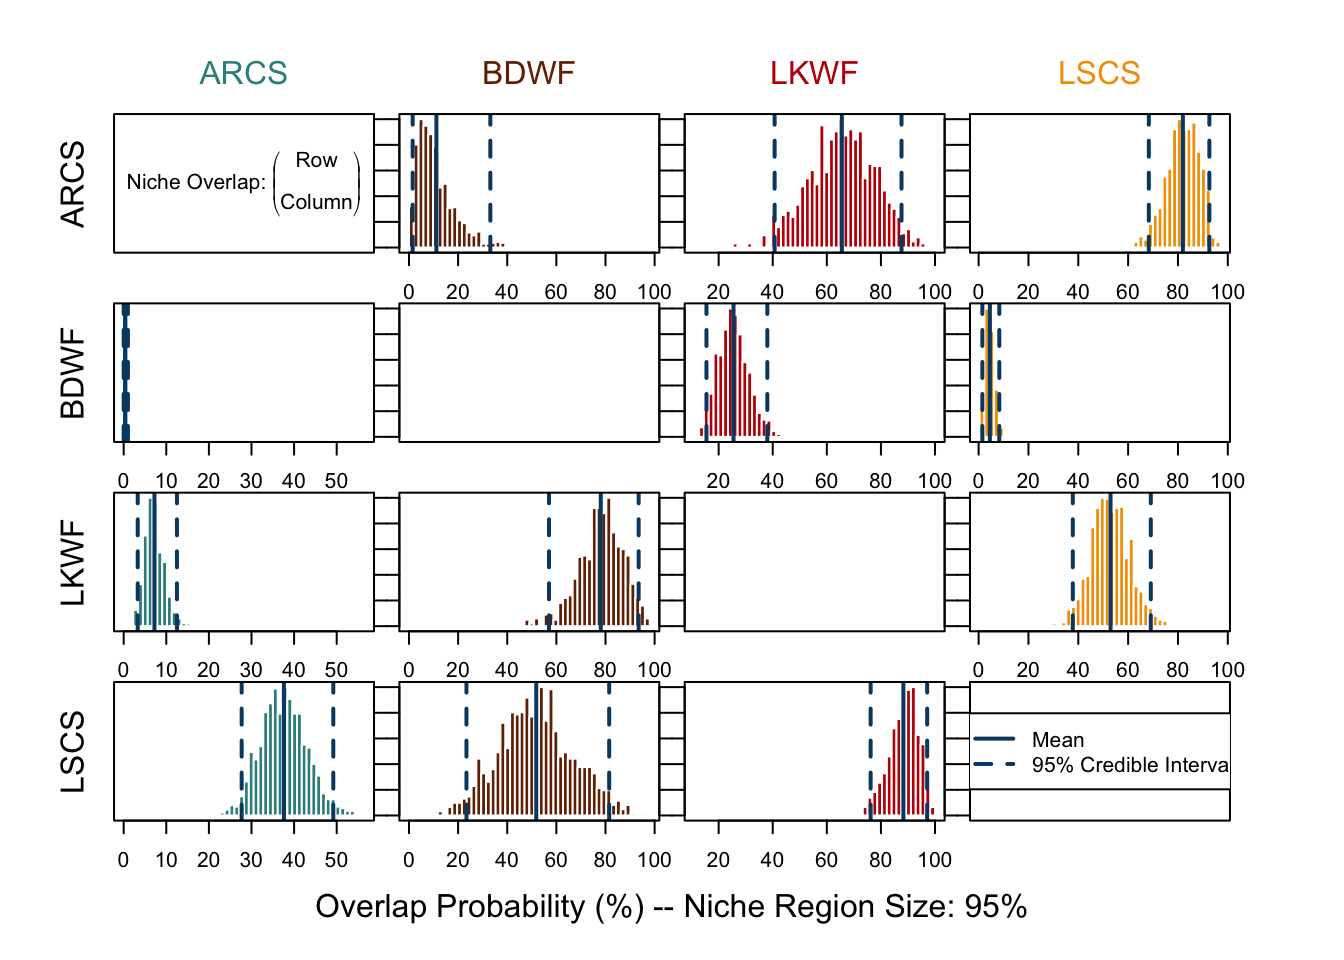 ARCS BDWF LKWF LSCS
ARCS
Niche Overlap: ( Row
Column )
0 20 40 60 80 100 20 40 60 80 100 0 20 40 60 80 100
BDWF
0 10 20 30 40 50 20 40 60 80 100 0 20 40 60 80 100
LKWF
0 10 20 30 40 50 0 20 40 60 80 100 0 20 40 60 80 100
LSCS
Mean
95% Credible Interva
0 10 20 30 40 50 0 20 40 60 80 100 20 40 60 80 100
Overlap Probability (%) -- Niche Region Size: 95%